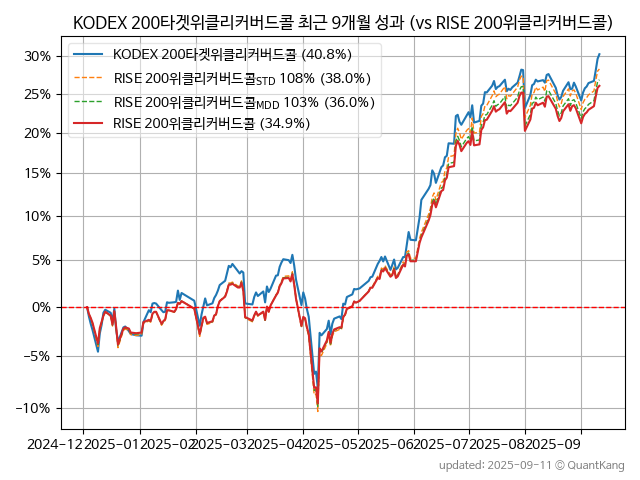 KODEX 200타겟위클리커버드콜 최근 9개월 성과 (vs RISE 200위클리커버드콜)
KODEX 200타겟위클리커버드콜 (40.8%)
RISE 200위클리커버드콜STD 108% (38.0%)
RISE 200위클리커버드콜MDD 103% (36.0%)
RISE 200위클리커버드콜 (34.9%)
30%
25%
20%
15%
10%
5%
0%
−5%
−10%
2024-12 2025-01 2025-02 2025-03 2025-04 2025-05 2025-06 2025-07 2025-08 2025-09
updated: 2025-09-11 © QuantKang